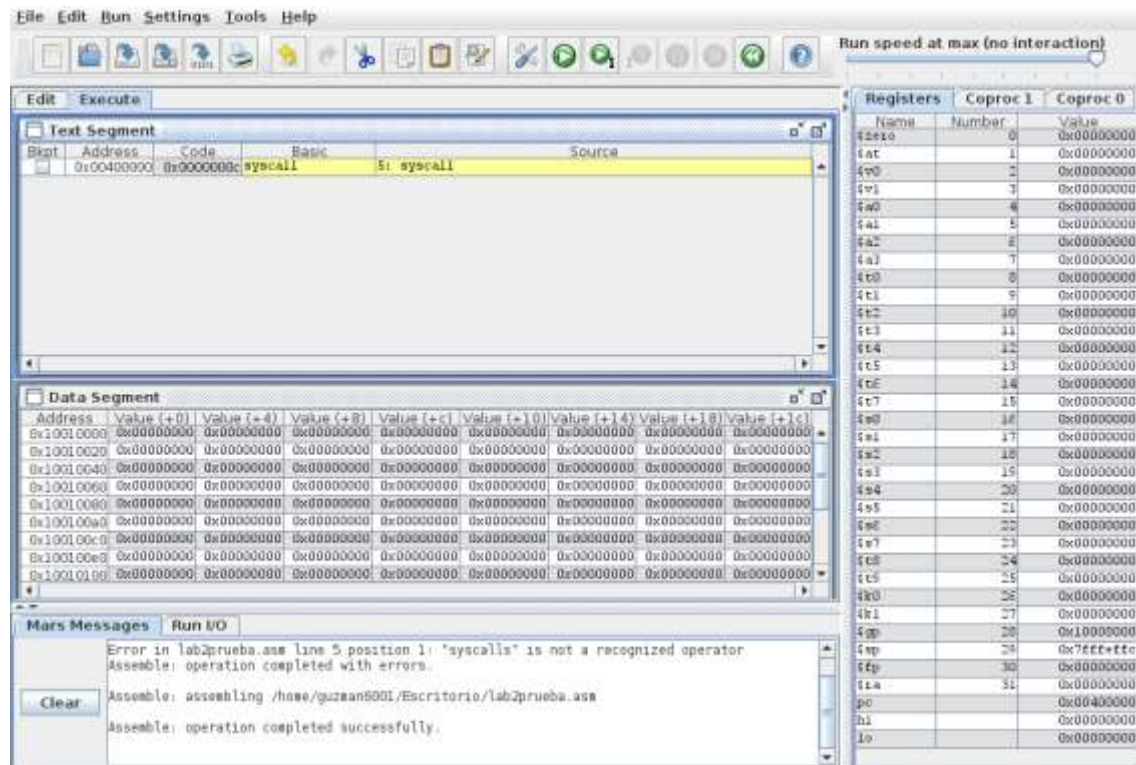 File Edit Run Settings Tools Help
Run speed at max (no interaction)
Edit Execute
Text Segment
Bkpt Address Code Basic Source
0x00400000 0x0000000c syscall 5: syscall
Data Segment
Address Value (+0) Value (+4) Value (+8) Value (+c) Value (+10) Value (+14) Value (+18) Value (+1c)
0x10010000 0x00000000 0x00000000 0x00000000 0x00000000 0x00000000 0x00000000 0x00000000 0x00000000
0x10010020 0x00000000 0x00000000 0x00000000 0x00000000 0x00000000 0x00000000 0x00000000 0x00000000
0x10010040 0x00000000 0x00000000 0x00000000 0x00000000 0x00000000 0x00000000 0x00000000 0x00000000
0x10010060 0x00000000 0x00000000 0x00000000 0x00000000 0x00000000 0x00000000 0x00000000 0x00000000
0x10010080 0x00000000 0x00000000 0x00000000 0x00000000 0x00000000 0x00000000 0x00000000 0x00000000
0x100100a0 0x00000000 0x00000000 0x00000000 0x00000000 0x00000000 0x00000000 0x00000000 0x00000000
0x100100c0 0x00000000 0x00000000 0x00000000 0x00000000 0x00000000 0x00000000 0x00000000 0x00000000
0x100100e0 0x00000000 0x00000000 0x00000000 0x00000000 0x00000000 0x00000000 0x00000000 0x00000000
0x10010100 0x00000000 0x00000000 0x00000000 0x00000000 0x00000000 0x00000000 0x00000000 0x00000000
Mars Messages Run I/O
Error in lab2prueba.asm line 5 position 1: "syscalls" is not a recognized operator
Assemble: operation completed with errors.
Assemble: assembling /home/guzman6001/Escritorio/lab2prueba.asm
Assemble: operation completed successfully.
Clear
Registers Coproc 1 Coproc 0
Name Number Value
$zero 0 0x00000000
$at 1 0x00000000
$v0 2 0x00000000
$v1 3 0x00000000
$a0 4 0x00000000
$a1 5 0x00000000
$a2 6 0x00000000
$a3 7 0x00000000
$t0 8 0x00000000
$t1 9 0x00000000
$t2 10 0x00000000
$t3 11 0x00000000
$t4 12 0x00000000
$t5 13 0x00000000
$t6 14 0x00000000
$t7 15 0x00000000
$s0 16 0x00000000
$s1 17 0x00000000
$s2 18 0x00000000
$s3 19 0x00000000
$s4 20 0x00000000
$s5 21 0x00000000
$s6 22 0x00000000
$s7 23 0x00000000
$t8 24 0x00000000
$t9 25 0x00000000
$k0 26 0x00000000
$k1 27 0x00000000
$gp 28 0x10008000
$sp 29 0x7fffeffc
$fp 30 0x00000000
$ra 31 0x00000000
pc 0x00400000
hi 0x00000000
lo 0x00000000